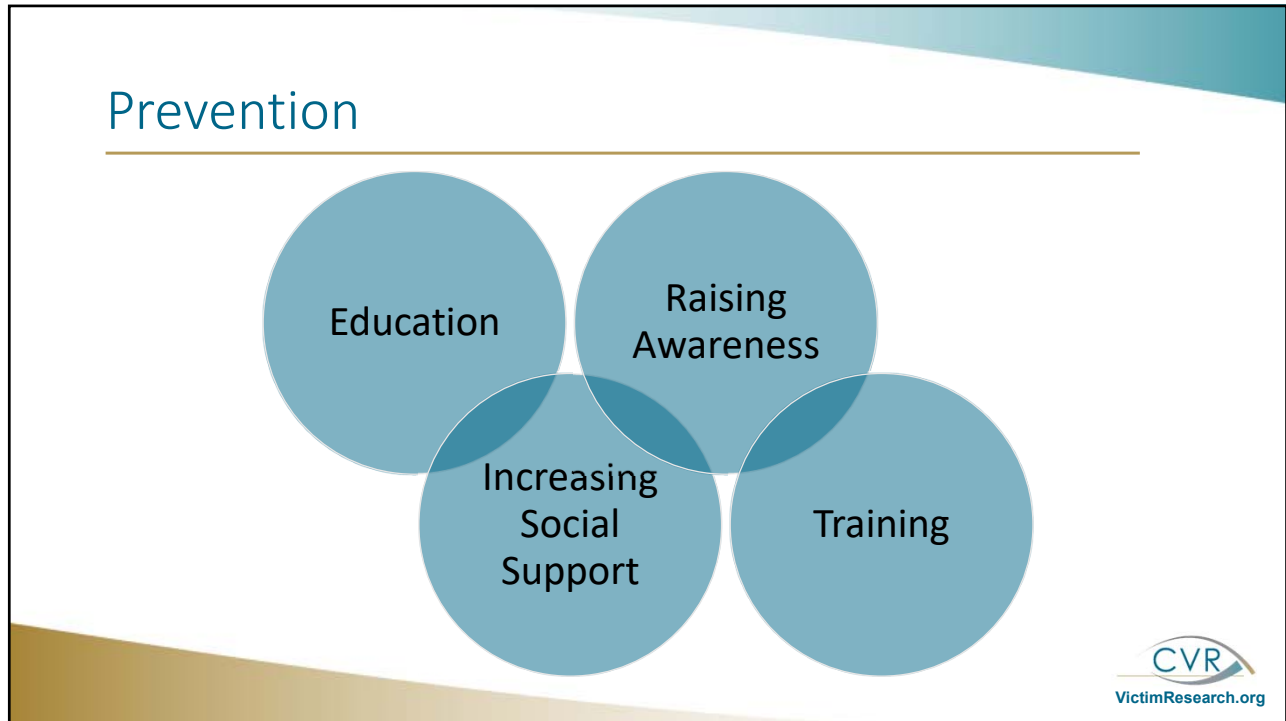 Prevention
Education
Raising
Awareness
Increasing
Social
Support
Training
CVR
VictimResearch.org